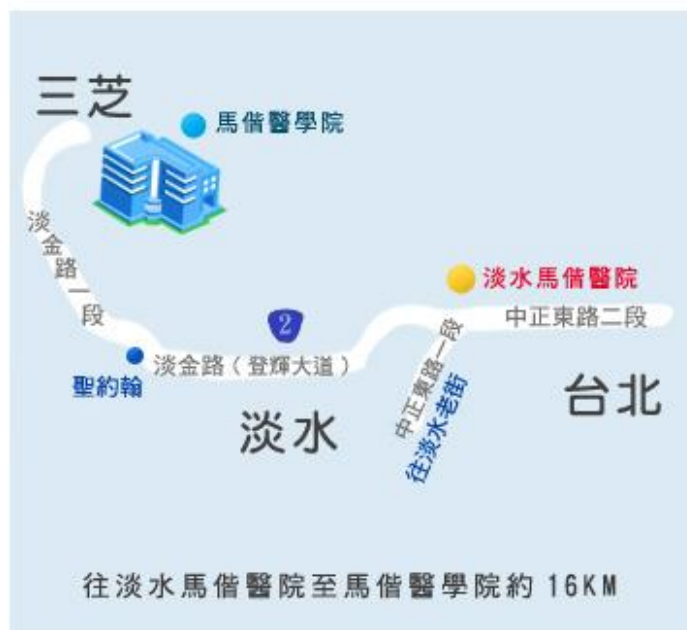 三芝
馬偕醫學院
淡金路一段
淡水馬偕醫院
中正東路二段
2
中正東路一段
往淡水老街
聖約翰
淡金路（登輝大道）
台北
淡水
往淡水馬偕醫院至馬偕醫學院約 16KM